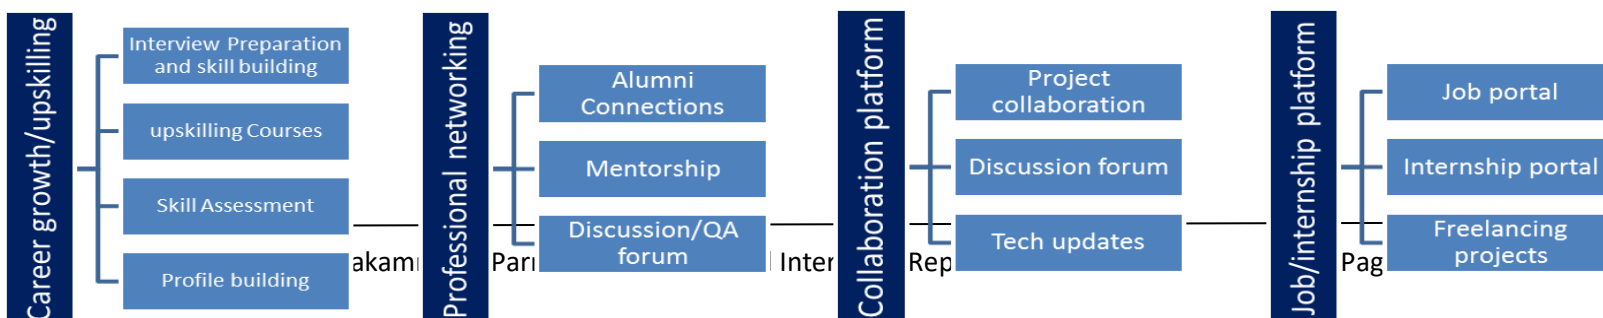 Career growth/upskilling
Interview Preparation
and skill building
upskilling Courses
Skill Assessment
Profile building
Professional networking
Alumni
Connections
Mentorship
Discussion/QA
forum
Collaboration platform
Project
collaboration
Discussion forum
Tech updates
Job/internship platform
Job portal
Internship portal
Freelancing
projects